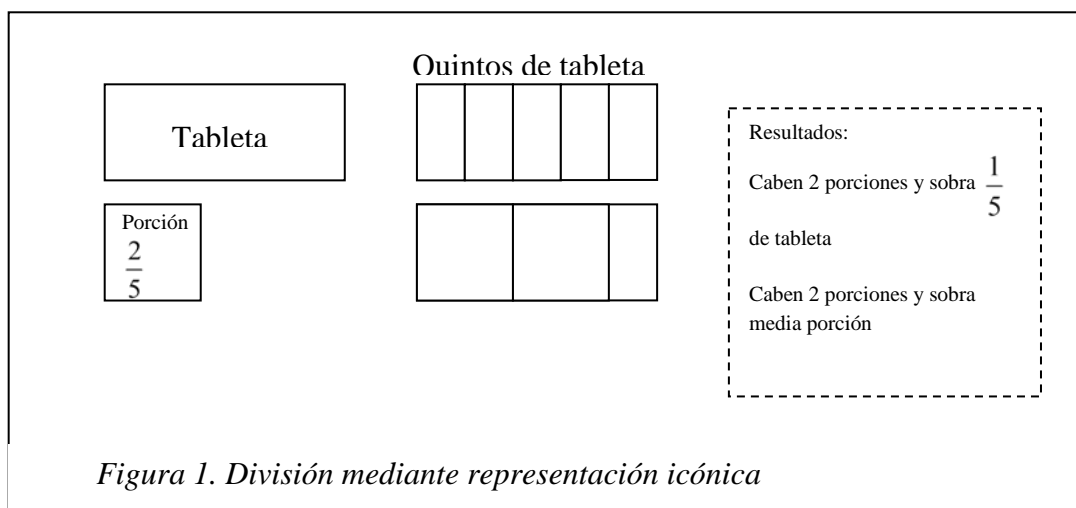 Quintos de tableta
Tableta
Porción
2
5
Resultados:
Caben 2 porciones y sobra 1/5
de tableta
Caben 2 porciones y sobra
media porción
Figura 1. División mediante representación icónica